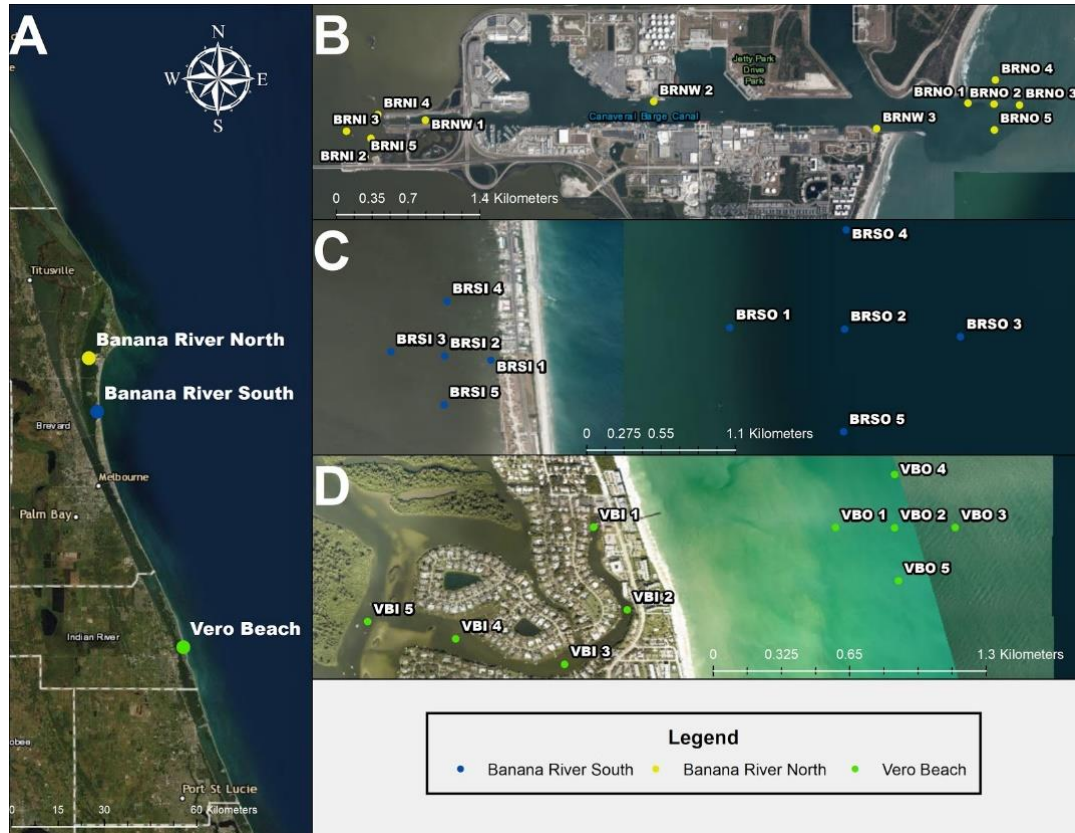 A
N
W
E
S
e
Titusville
Banana River North
Banana River South
Brevard
Melbourne
Palm Bay
Vero Beach
Indian River
obee
Port St Lucie
0 15 30 60 Kilometers
B
Jetty Park
Drive
Park
BRNO 4
BRNW 2
BRNO 1 BRNO 2 BRNO 3
BRNI 4
BRNI 3
BRNW 1
Canaveral Barge Canal
BRNW 3
BRNO 5
BRNI 5
BRNI 2
0 0.35 0.7 1.4 Kilometers
C
BRSO 4
BRSI 4
BRSO 1
BRSO 2
BRSO 3
BRSI 3 BRSI 2
BRSI 1
BRSI 5
BRSO 5
0 0.275 0.55 1.1 Kilometers
D
VBO 4
VBI 1
VBO 1 VBO 2 VBO 3
VBO 5
VBI 2
VBI 5
VBI 4
VBI 3
0 0.325 0.65 1.3 Kilometers
Legend
Banana River South Banana River North Vero Beach